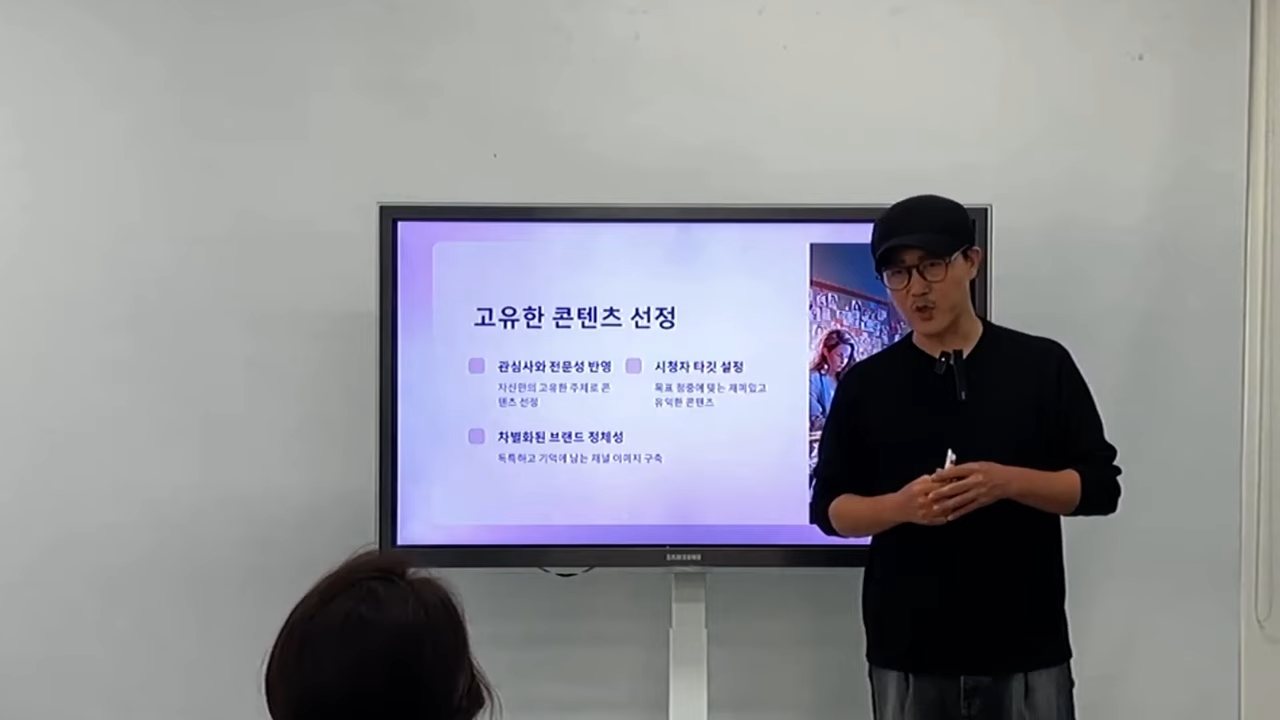 고유한 콘텐츠 선정
관심사와 전문성 반영
자신만의 고유한 주제로 콘
텐츠 선정
시청자 타깃 설정
목표 청중에 맞는 재미있고
유익한 콘텐츠
차별화된 브랜드 정체성
독특하고 기억에 남는 채널 이미지 구축
SAMSUNG